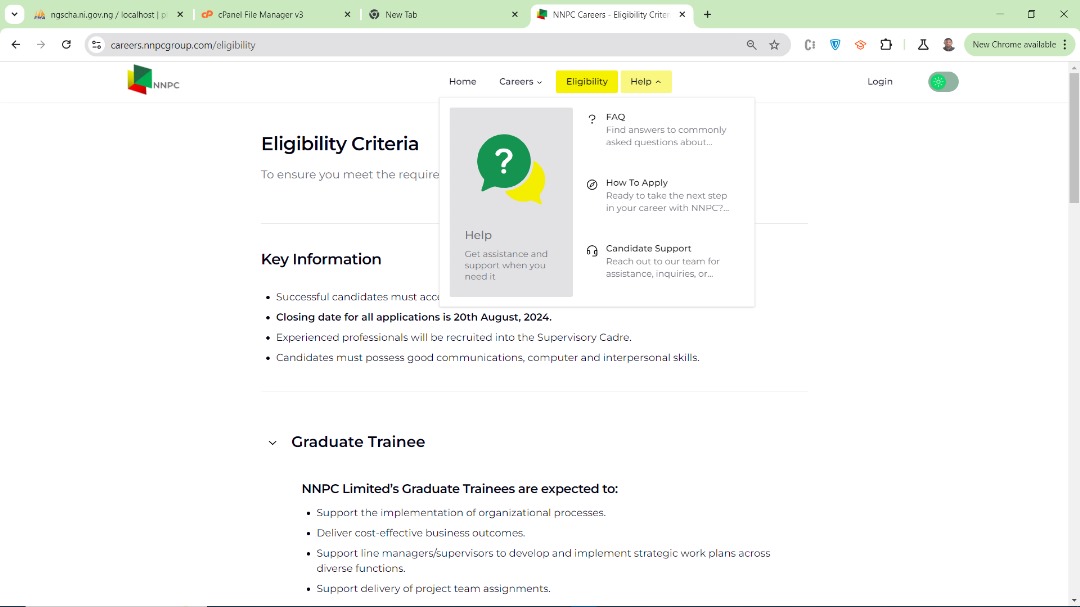 ngscha.ni.gov.ng / localhost | p
cPanel File Manager v3
New Tab
NNPC Careers - Eligibility Crite
careers.nnpcgroup.com/eligibility
New Chrome available
NNPC
Home
Careers
Eligibility
Help
Login
Help
Get assistance and
support when you
need it
FAQ
Find answers to commonly
asked questions about...
How To Apply
Ready to take the next step
in your career with NNPC?...
Candidate Support
Reach out to our team for
assistance, inquiries, or...
Eligibility Criteria
To ensure you meet the require
Key Information
• Successful candidates must acc
• Closing date for all applications is 20th August, 2024.
• Experienced professionals will be recruited into the Supervisory Cadre.
• Candidates must possess good communications, computer and interpersonal skills.
Graduate Trainee
NNPC Limited's Graduate Trainees are expected to:
• Support the implementation of organizational processes.
• Deliver cost-effective business outcomes.
• Support line managers/supervisors to develop and implement strategic work plans across
diverse functions.
• Support delivery of project team assignments.